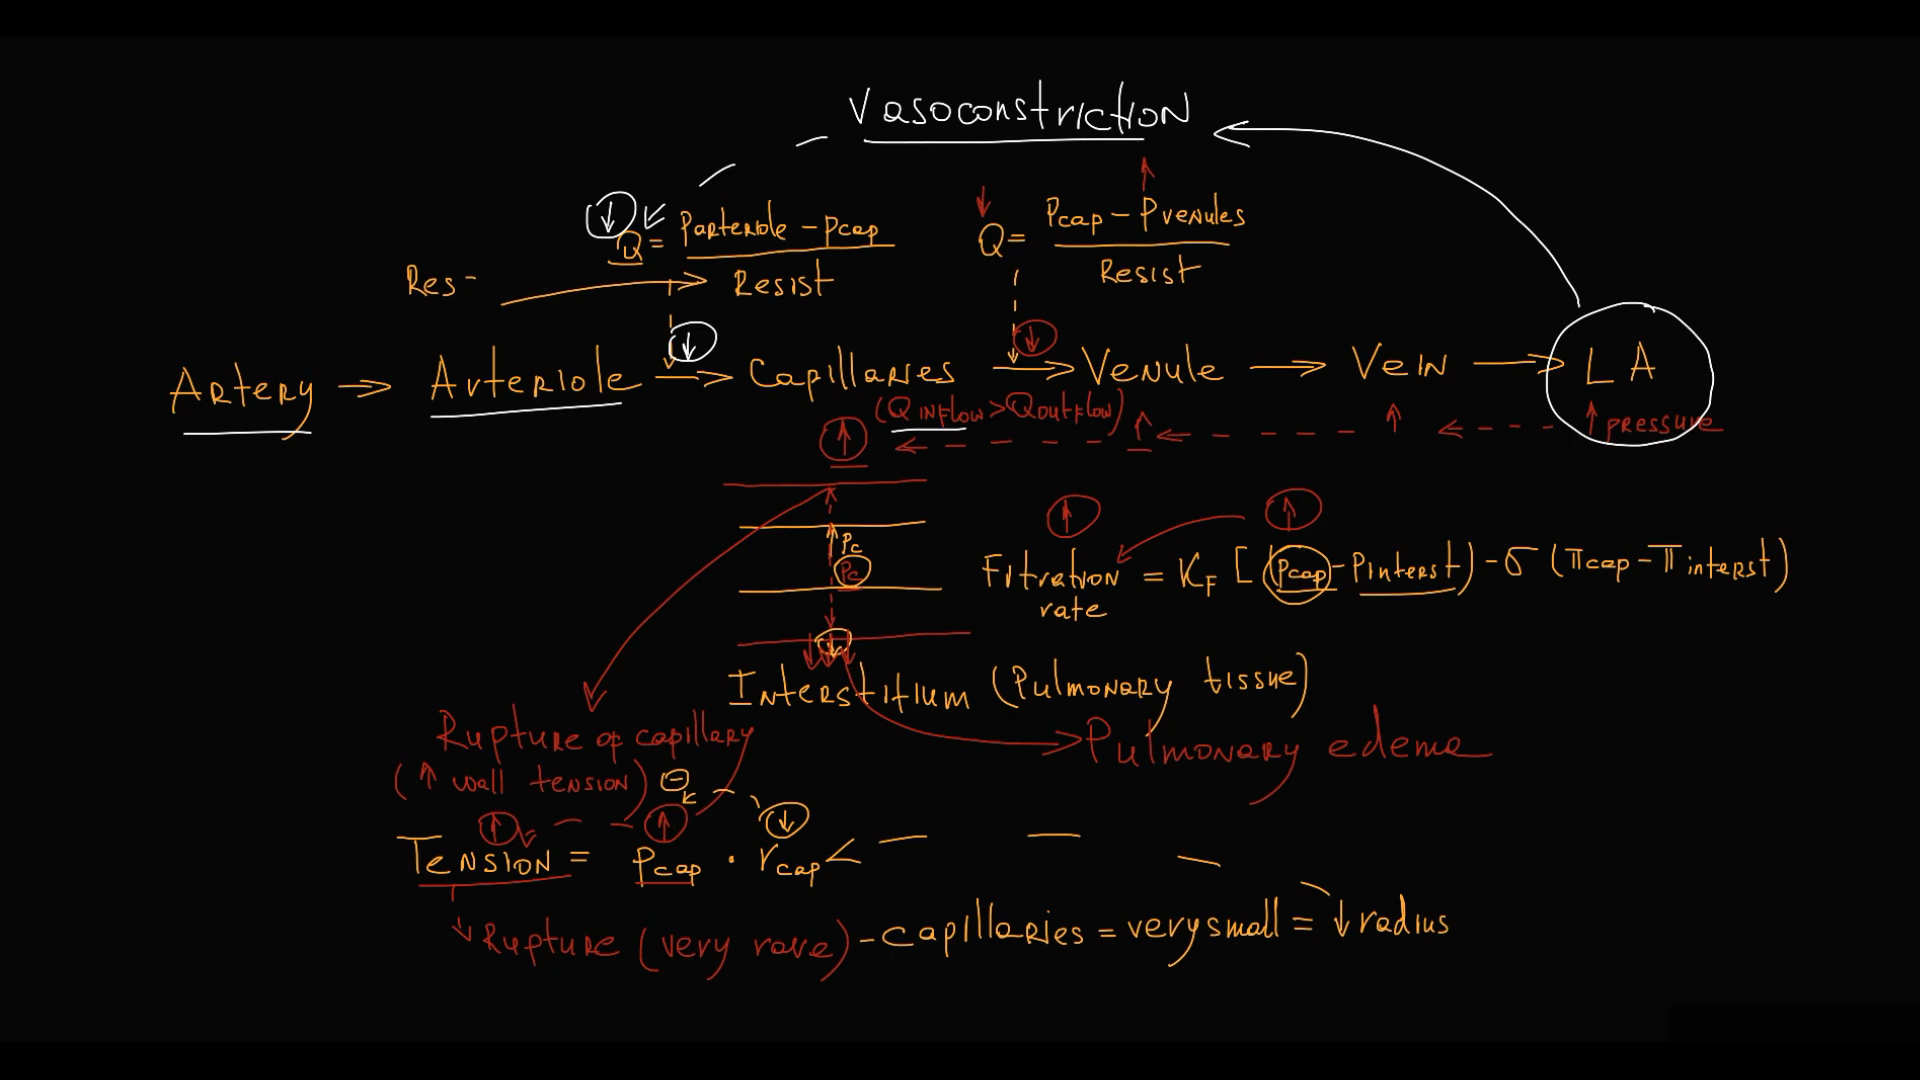 Vasoconstriction
↓ Q = Parteriole - Pcap
Resist
↓ Q = Pcap - Pvenules ↑
Resist
Res-
Artery → Arteriole → ↓ Capillaries → ↓ Venule → Vein → LA
(Q inflow > Q outflow)
↑ ↑ ↑ ↑ pressure
Pc
Pc
↑ ↑
Filtration rate = KF [(Pcap - Pinterst) - σ (πcap - πinterst)
Interstitium (Pulmonary tissue)
Pulmonary edema
Rupture of capillary
(↑ wall tension) ⊖
↑ ↑ ↓
Tension = Pcap · rcap
Rupture (very rare) - capillaries = very small = ↓ radius